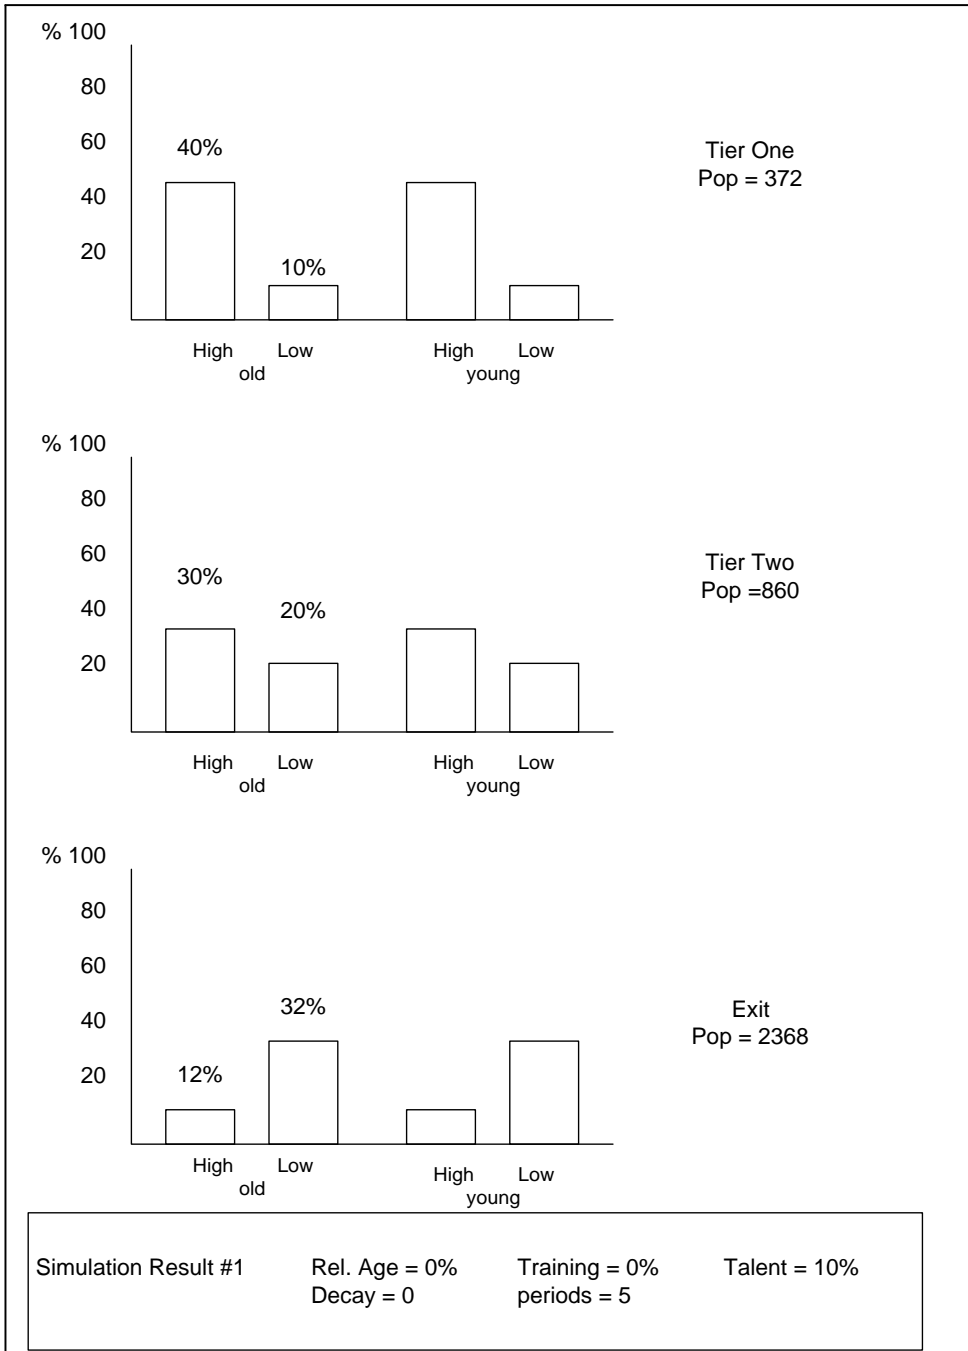 % 100
80
60
40
20
40%
10%
Tier One
Pop = 372
High Low High Low
old young
% 100
80
60
40
20
30%
20%
Tier Two
Pop =860
High Low High Low
old young
% 100
80
60
40
20
32%
12%
Exit
Pop = 2368
High Low High Low
old young
Simulation Result #1 Rel. Age = 0% Training = 0% Talent = 10%
Decay = 0 periods = 5